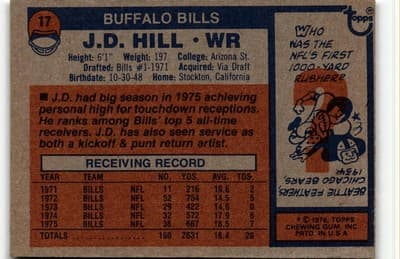 17
BUFFALO BILLS
J.D. HILL · WR
Height: 6'1" Weight: 197 College: Arizona St.
Drafted: Bills #1-1971 Acquired: Via Draft
Birthdate: 10-30-48 Home: Stockton, California
■ J.D. had big season in 1975 achieving
personal high for touchdown receptions.
He ranks among Bills' top 5 all-time
receivers. J.D. has also seen service as
both a kickoff & punt return artist.
RECEIVING RECORD
YEAR TEAM NO. YDS. AVG. TD
1971 BILLS NFL 11 216 19.6 2
1972 BILLS NFL 52 754 14.5 5
1973 BILLS NFL 29 422 14.6 0
1974 BILLS NFL 32 572 17.9 6
1975 BILLS NFL 36 667 18.5 7
TOTALS 160 2631 16.4 20
topps
WHO
WAS THE
NFL'S FIRST
1000-YARD
RUSHER?
BEATTIE FEATHERS,
CHICAGO BEARS,
1934.
* © 1976, TOPPS
CHEWING GUM, INC.
PRTD. IN U.S.A.